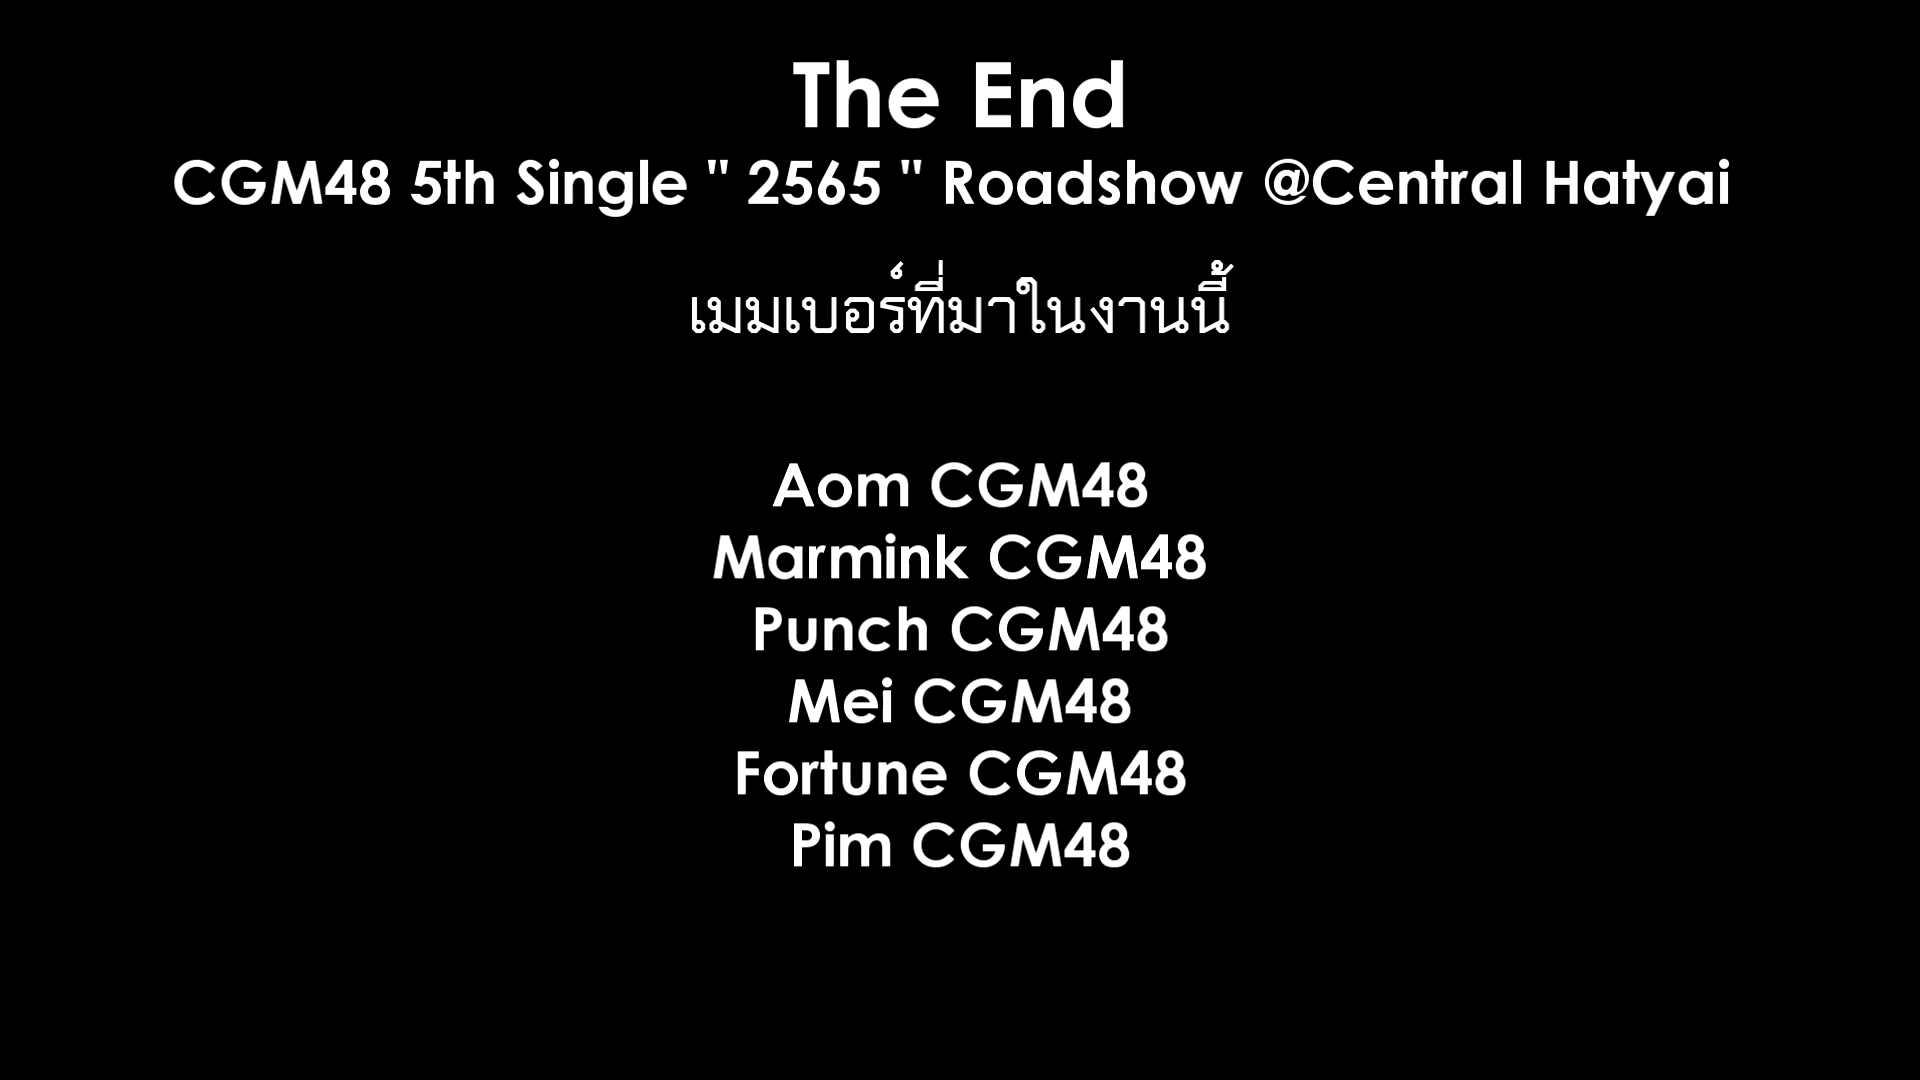 The End
CGM48 5th Single " 2565 " Roadshow @Central Hatyai
เมมเบอร์ที่มาในงานนี้
Aom CGM48
Marmink CGM48
Punch CGM48
Mei CGM48
Fortune CGM48
Pim CGM48